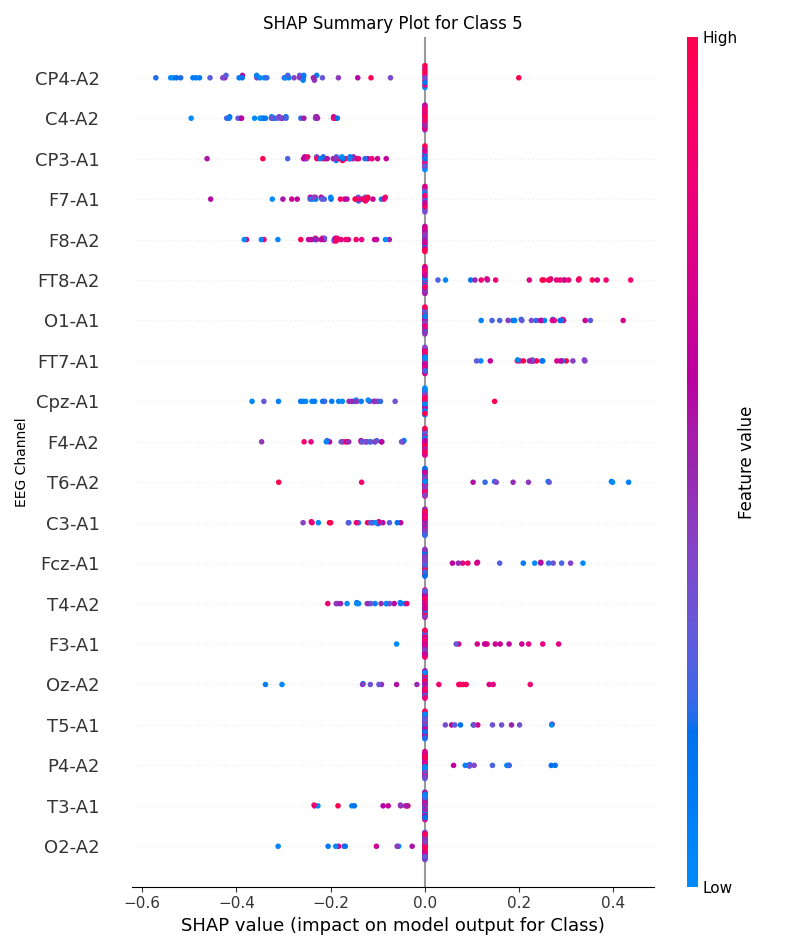 SHAP Summary Plot for Class 5
EEG Channel
CP4-A2
C4-A2
CP3-A1
F7-A1
F8-A2
FT8-A2
O1-A1
FT7-A1
Cpz-A1
F4-A2
T6-A2
C3-A1
Fcz-A1
T4-A2
F3-A1
Oz-A2
T5-A1
P4-A2
T3-A1
O2-A2
−0.6 −0.4 −0.2 0.0 0.2 0.4
SHAP value (impact on model output for Class)
High
Feature value
Low